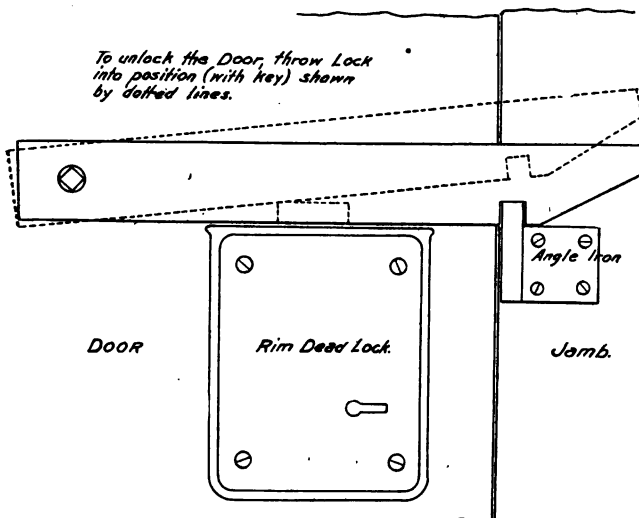 To unlock the Door, throw Lock
into position (with key) shown
by dotted lines.
Angle Iron
DOOR
Rim Dead Lock.
Jamb.